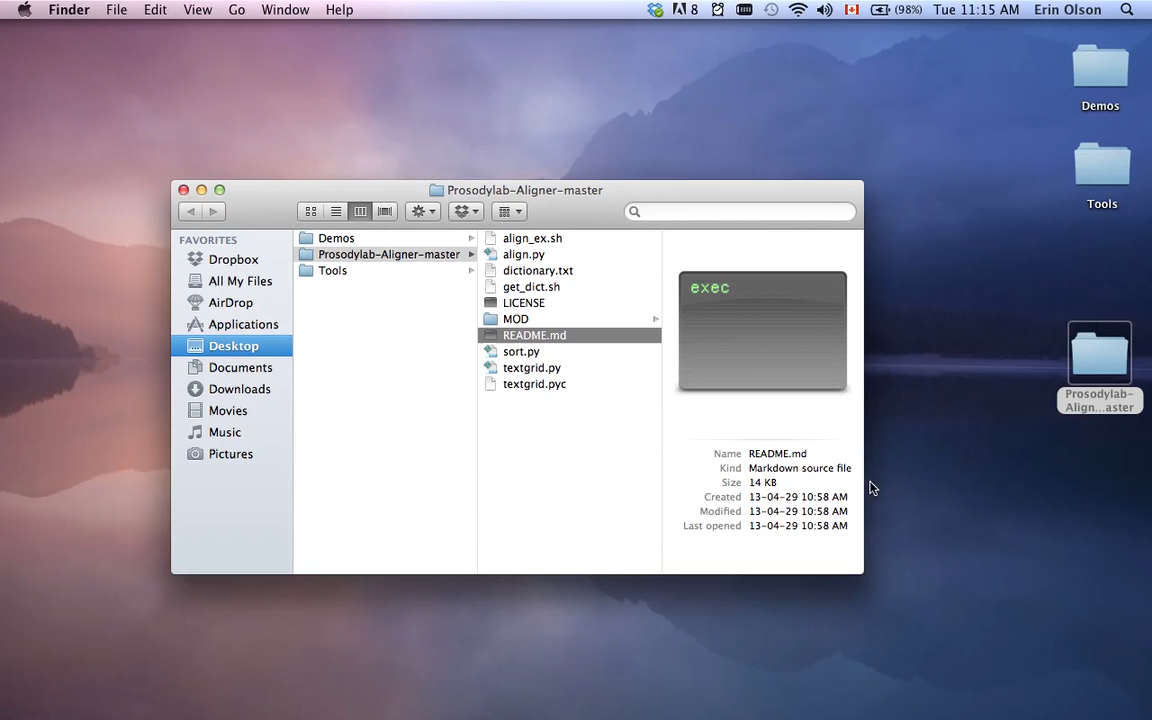 Finder File Edit View Go Window Help 8 (98%) Tue 11:15 AM Erin Olson
Demos
Tools
Prosodylab-
Align...aster
Prosodylab-Aligner-master
FAVORITES
Dropbox
All My Files
AirDrop
Applications
Desktop
Documents
Downloads
Movies
Music
Pictures
Demos
Prosodylab-Aligner-master
Tools
align_ex.sh
align.py
dictionary.txt
get_dict.sh
LICENSE
MOD
README.md
sort.py
textgrid.py
textgrid.pyc
exec
Name README.md
Kind Markdown source file
Size 14 KB
Created 13-04-29 10:58 AM
Modified 13-04-29 10:58 AM
Last opened 13-04-29 10:58 AM